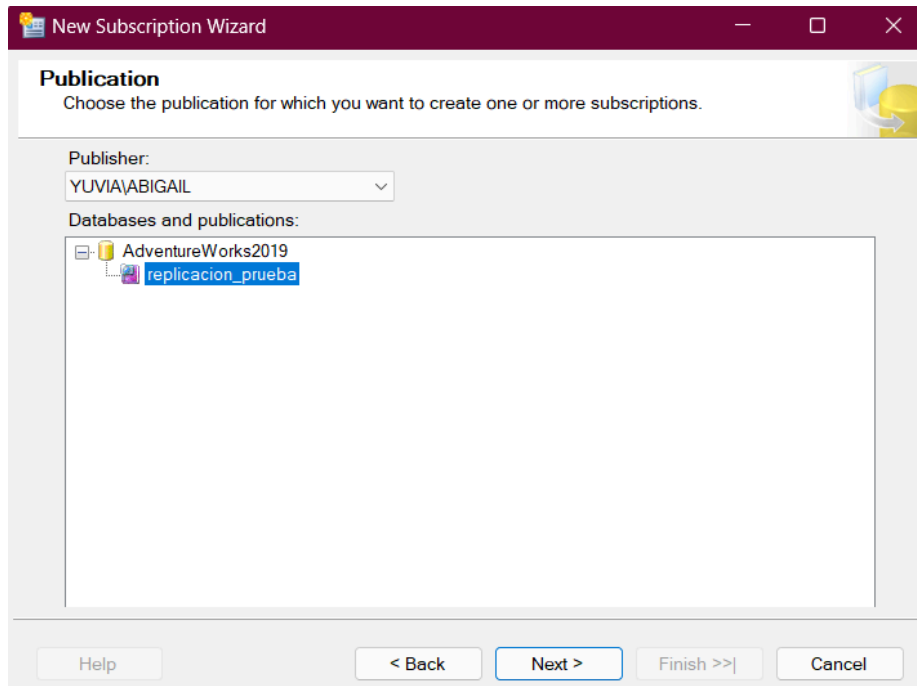 New Subscription Wizard
Publication
Choose the publication for which you want to create one or more subscriptions.
Publisher:
YUVIA\ABIGAIL
Databases and publications:
AdventureWorks2019
replicacion_prueba
Help
< Back
Next >
Finish >>|
Cancel